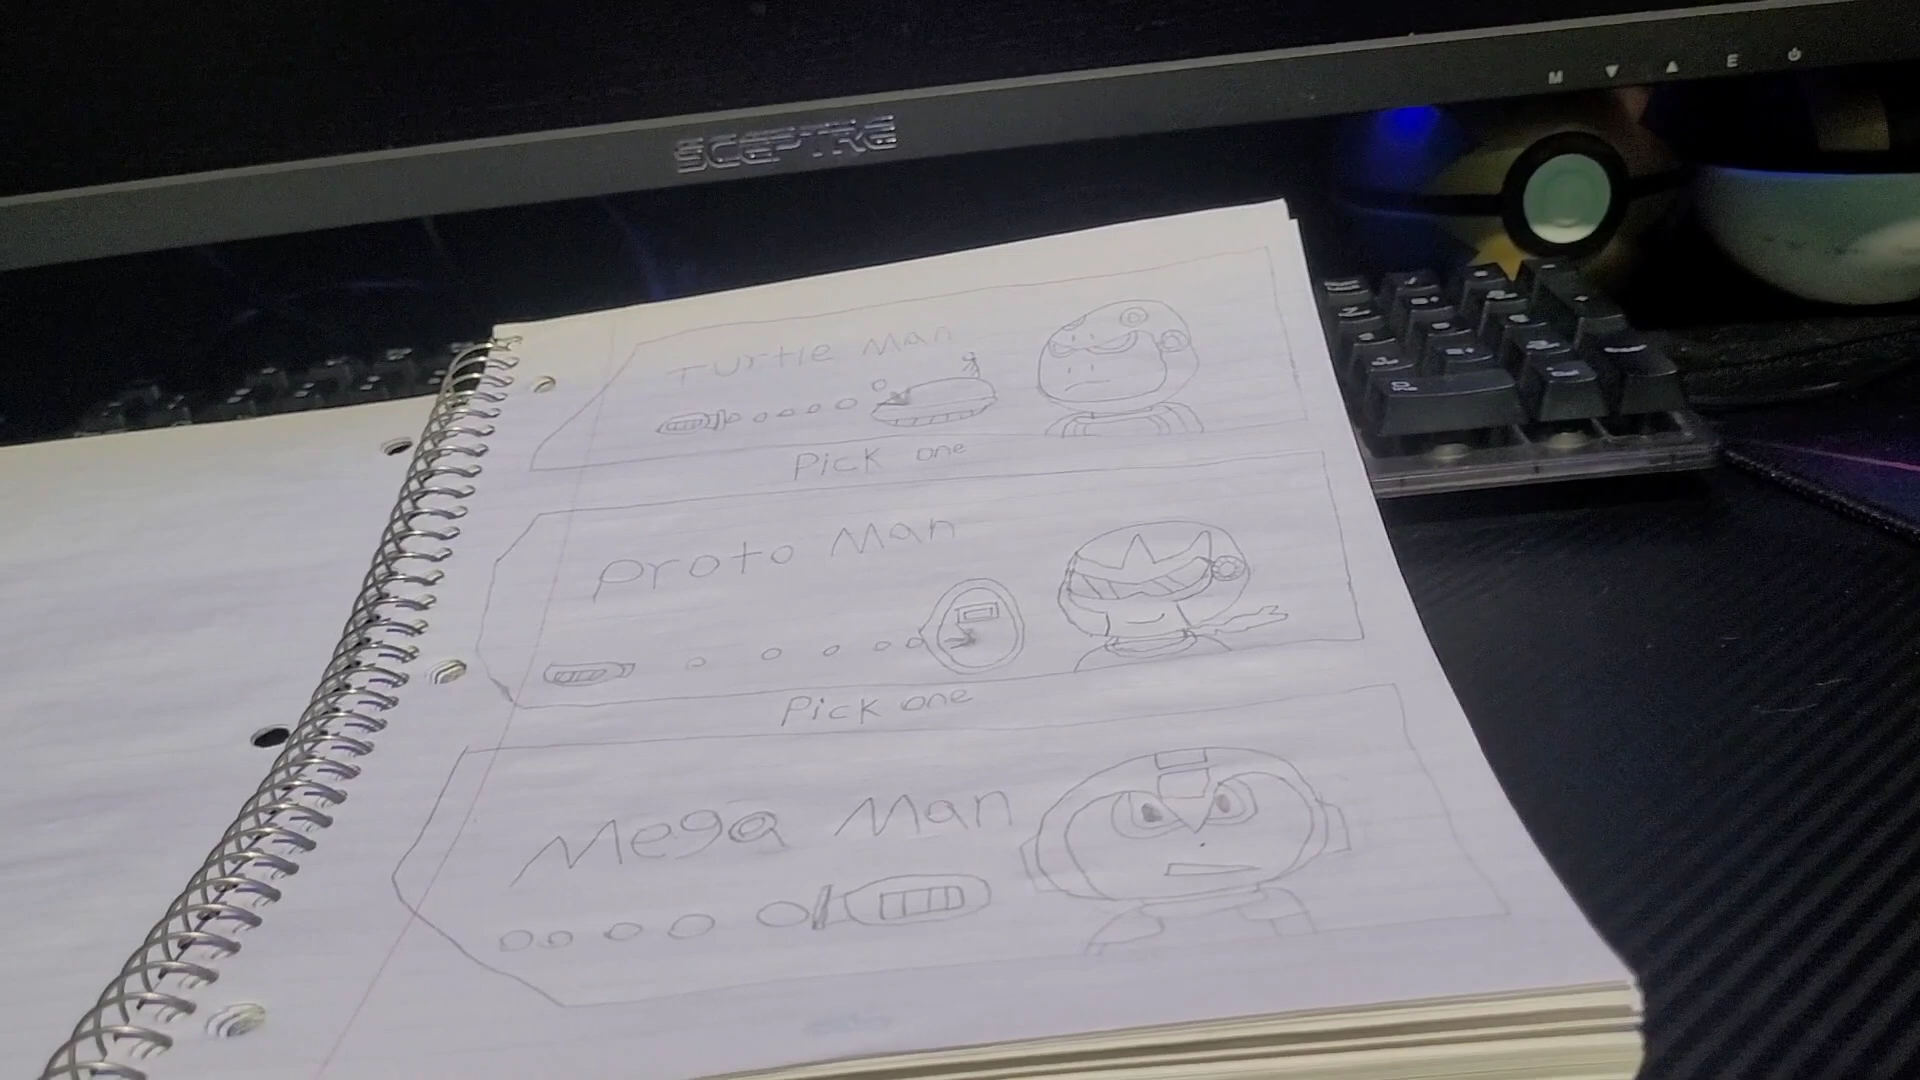 M ▼ ▲ E
SCEPTRE
Turtle Man
Pick one
Proto Man
Pick one
Mega Man